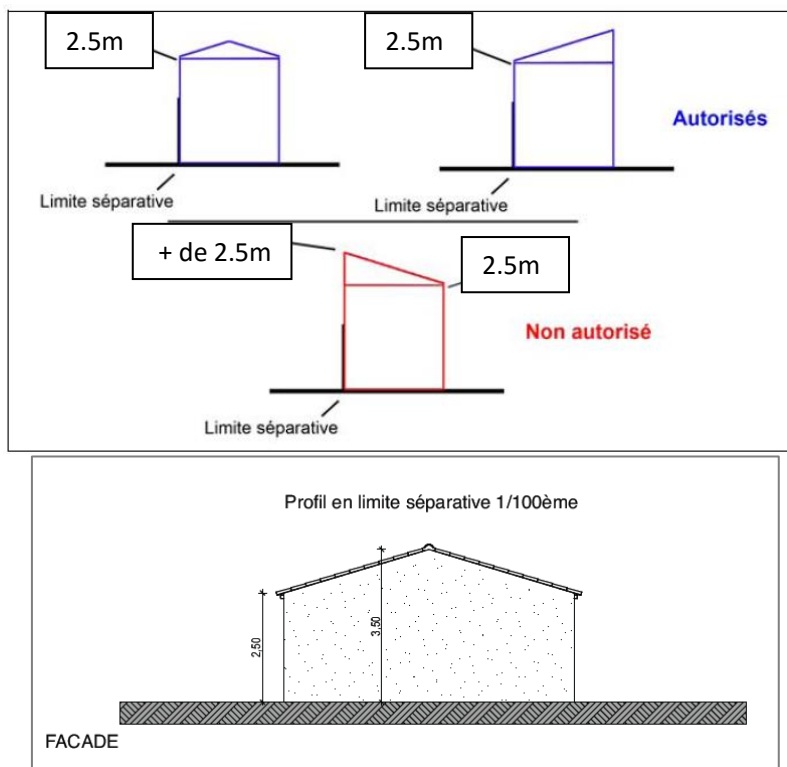 2.5m
2.5m
Autorisés
Limite séparative
Limite séparative
+ de 2.5m
2.5m
Non autorisé
Limite séparative
Profil en limite séparative 1/100ème
2,50
3,50
FACADE